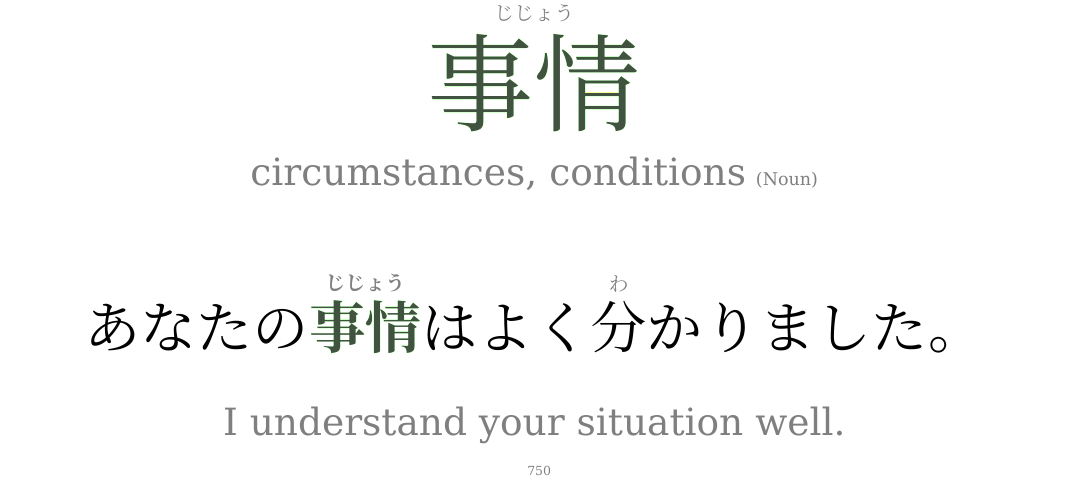 じじょう
事情
circumstances, conditions (Noun)
じじょう わ
あなたの事情はよく分かりました。
I understand your situation well.
750